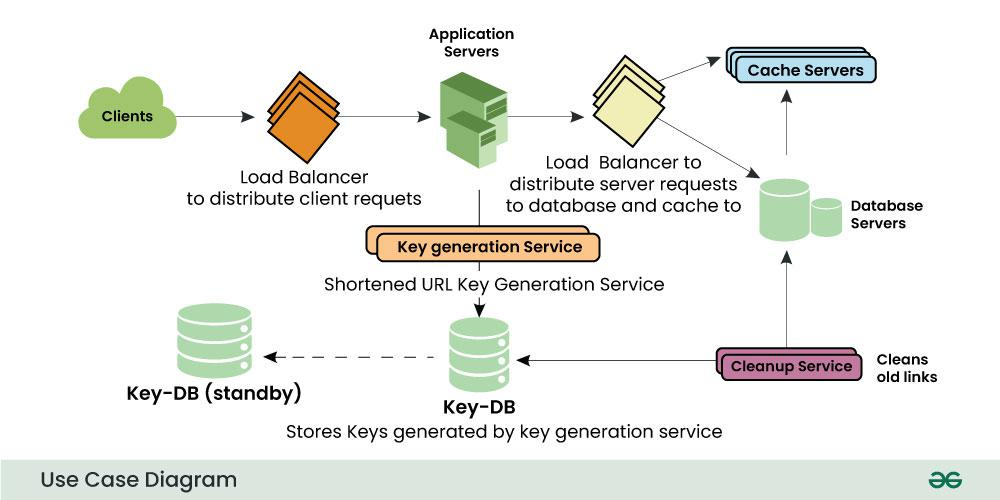 Application
Servers
Cache Servers
Clients
Load Balancer
to distribute client requets
Load  Balancer to
distribute server requests
to database and cache to
Database
Servers
Key generation Service
Shortened URL Key Generation Service
Cleanup Service
Cleans
old links
Key-DB (standby)
Key-DB
Stores Keys generated by key generation service
Use Case Diagram